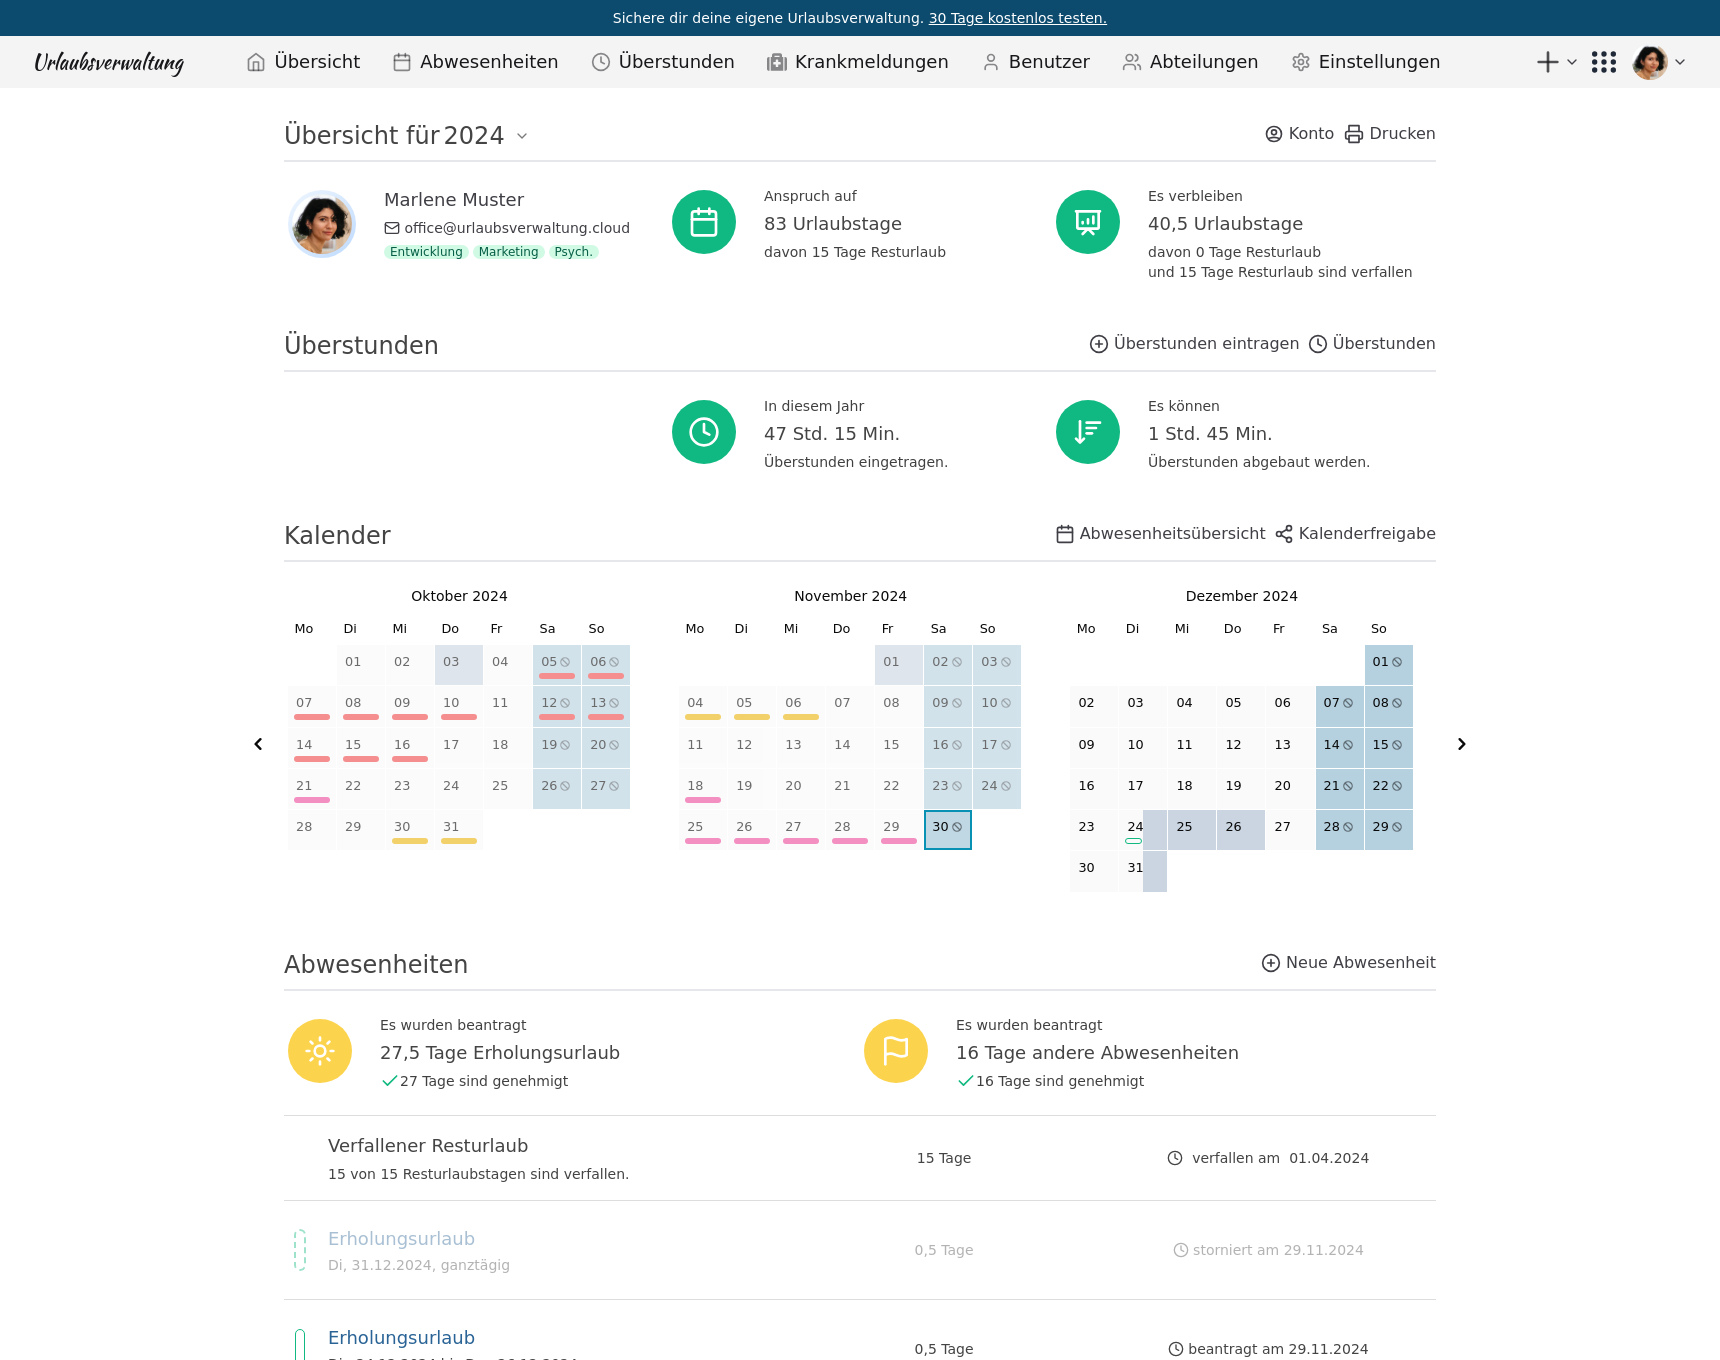 Sichere dir deine eigene Urlaubsverwaltung. 30 Tage kostenlos testen.
Urlaubsverwaltung Übersicht Abwesenheiten Überstunden Krankmeldungen Benutzer Abteilungen Einstellungen
Übersicht für 2024 Konto Drucken
Marlene Muster
office@urlaubsverwaltung.cloud
Entwicklung Marketing Psych.
Anspruch auf
83 Urlaubstage
davon 15 Tage Resturlaub
Es verbleiben
40,5 Urlaubstage
davon 0 Tage Resturlaub
und 15 Tage Resturlaub sind verfallen
Überstunden Überstunden eintragen Überstunden
In diesem Jahr
47 Std. 15 Min.
Überstunden eingetragen.
Es können
1 Std. 45 Min.
Überstunden abgebaut werden.
Kalender Abwesenheitsübersicht Kalenderfreigabe
Oktober 2024
Mo Di Mi Do Fr Sa So
01 02 03 04 05 06
07 08 09 10 11 12 13
14 15 16 17 18 19 20
21 22 23 24 25 26 27
28 29 30 31
November 2024
Mo Di Mi Do Fr Sa So
01 02 03
04 05 06 07 08 09 10
11 12 13 14 15 16 17
18 19 20 21 22 23 24
25 26 27 28 29 30
Dezember 2024
Mo Di Mi Do Fr Sa So
01
02 03 04 05 06 07 08
09 10 11 12 13 14 15
16 17 18 19 20 21 22
23 24 25 26 27 28 29
30 31
Abwesenheiten Neue Abwesenheit
Es wurden beantragt
27,5 Tage Erholungsurlaub
27 Tage sind genehmigt
Es wurden beantragt
16 Tage andere Abwesenheiten
16 Tage sind genehmigt
Verfallener Resturlaub
15 von 15 Resturlaubstagen sind verfallen.
15 Tage
verfallen am 01.04.2024
Erholungsurlaub
Di, 31.12.2024, ganztägig
0,5 Tage
storniert am 29.11.2024
Erholungsurlaub
0,5 Tage
beantragt am 29.11.2024